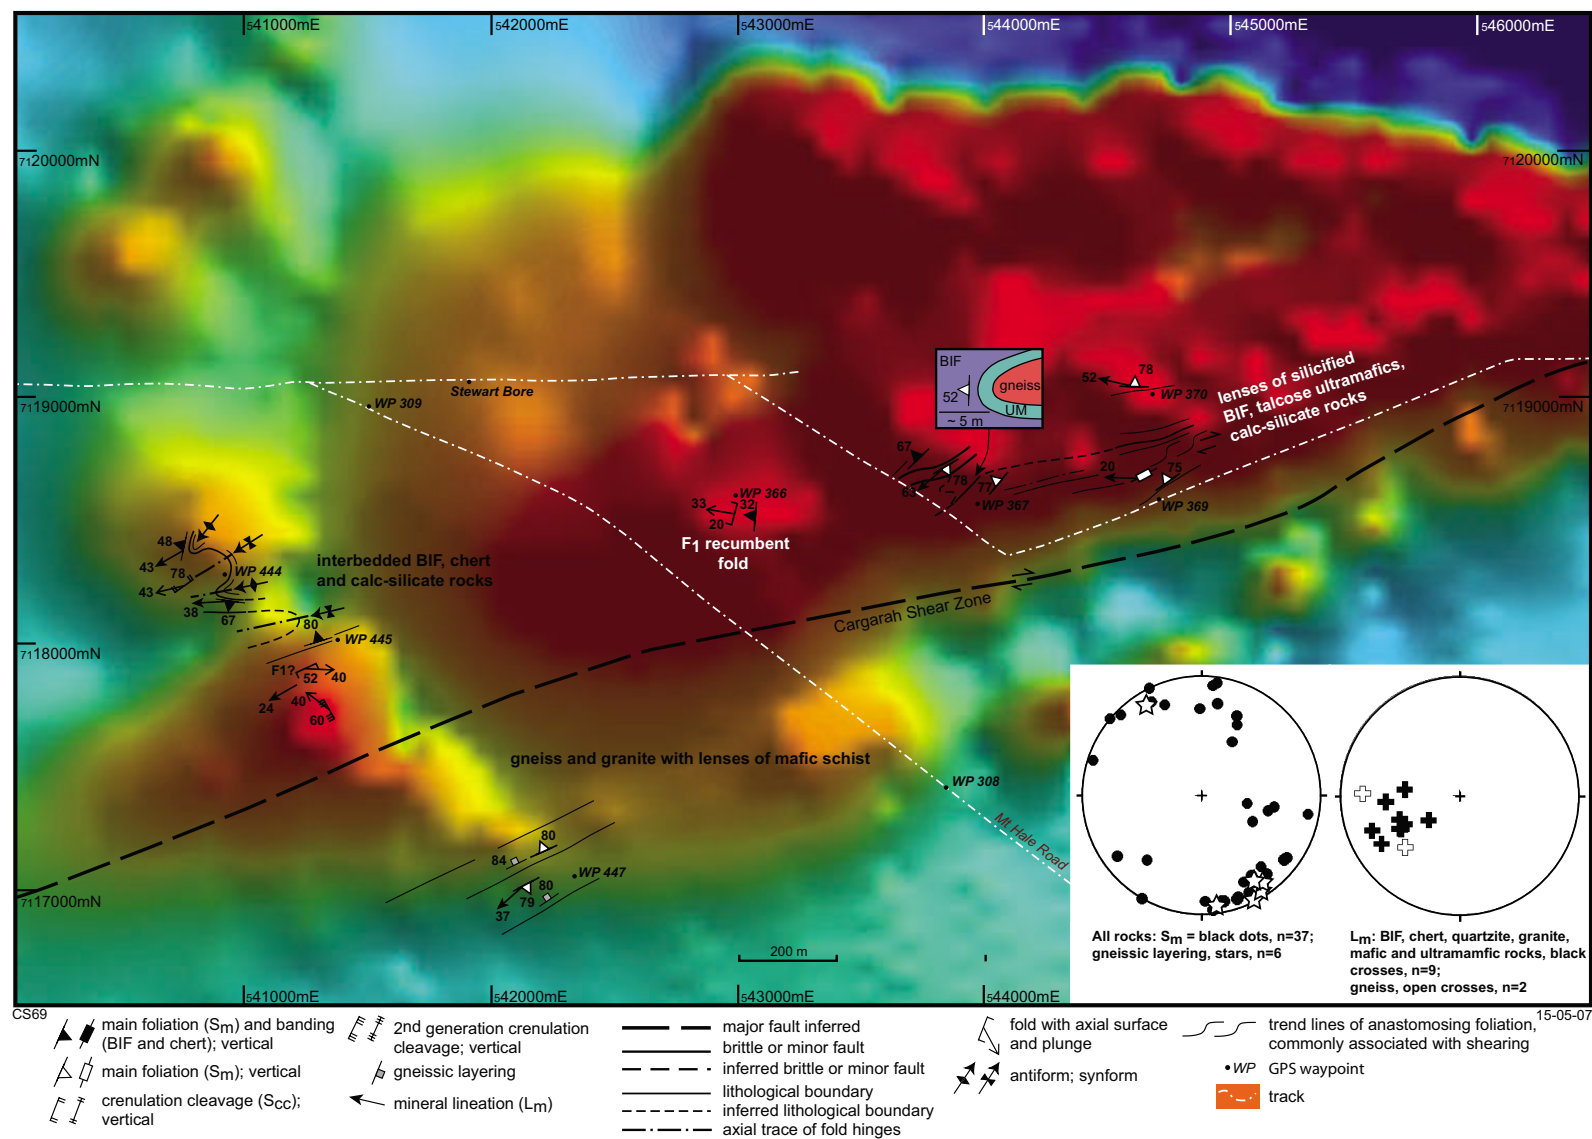 541000mE
542000mE
543000mE
544000mE
545000mE
546000mE
7120000mN
7120000mN
7119000mN
7119000mN
7118000mN
7117000mN
Stewart Bore
WP 309
BIF
gneiss
UM
52
~ 5 m
52
78
WP 370
lenses of silicified
BIF, talcose ultramafics,
calc-silicate rocks
67
63
78
77
WP 367
20
75
WP 369
33
WP 366
32
20
F1 recumbent
fold
48
43
78
43
WP 444
38
67
80
WP 445
interbedded BIF, chert
and calc-silicate rocks
F1?
52
40
24
40
60
Cargarah Shear Zone
gneiss and granite with lenses of mafic schist
WP 308
Mt Hale Road
80
84
80
79
37
WP 447
200 m
541000mE
542000mE
543000mE
544000mE
All rocks: Sm = black dots, n=37;
gneissic layering, stars, n=6
Lm: BIF, chert, quartzite, granite,
mafic and ultramamfic rocks, black
crosses, n=9;
gneiss, open crosses, n=2
CS69
15-05-07
main foliation (Sm) and banding
(BIF and chert); vertical
main foliation (Sm); vertical
crenulation cleavage (Scc);
vertical
2nd generation crenulation
cleavage; vertical
gneissic layering
mineral lineation (Lm)
major fault inferred
brittle or minor fault
inferred brittle or minor fault
lithological boundary
inferred lithological boundary
axial trace of fold hinges
fold with axial surface
and plunge
antiform; synform
trend lines of anastomosing foliation,
commonly associated with shearing
WP GPS waypoint
track